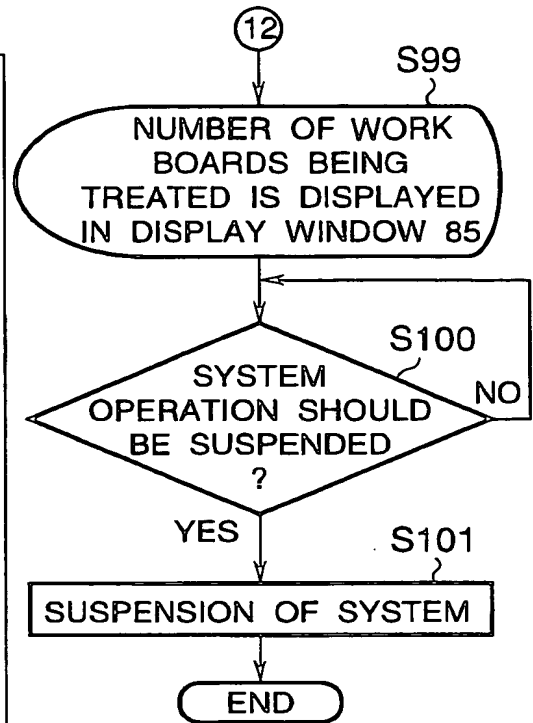 12
S99
NUMBER OF WORK
BOARDS BEING
TREATED IS DISPLAYED
IN DISPLAY WINDOW 85
S100
SYSTEM
OPERATION SHOULD
BE SUSPENDED
?
NO
YES
S101
SUSPENSION OF SYSTEM
END